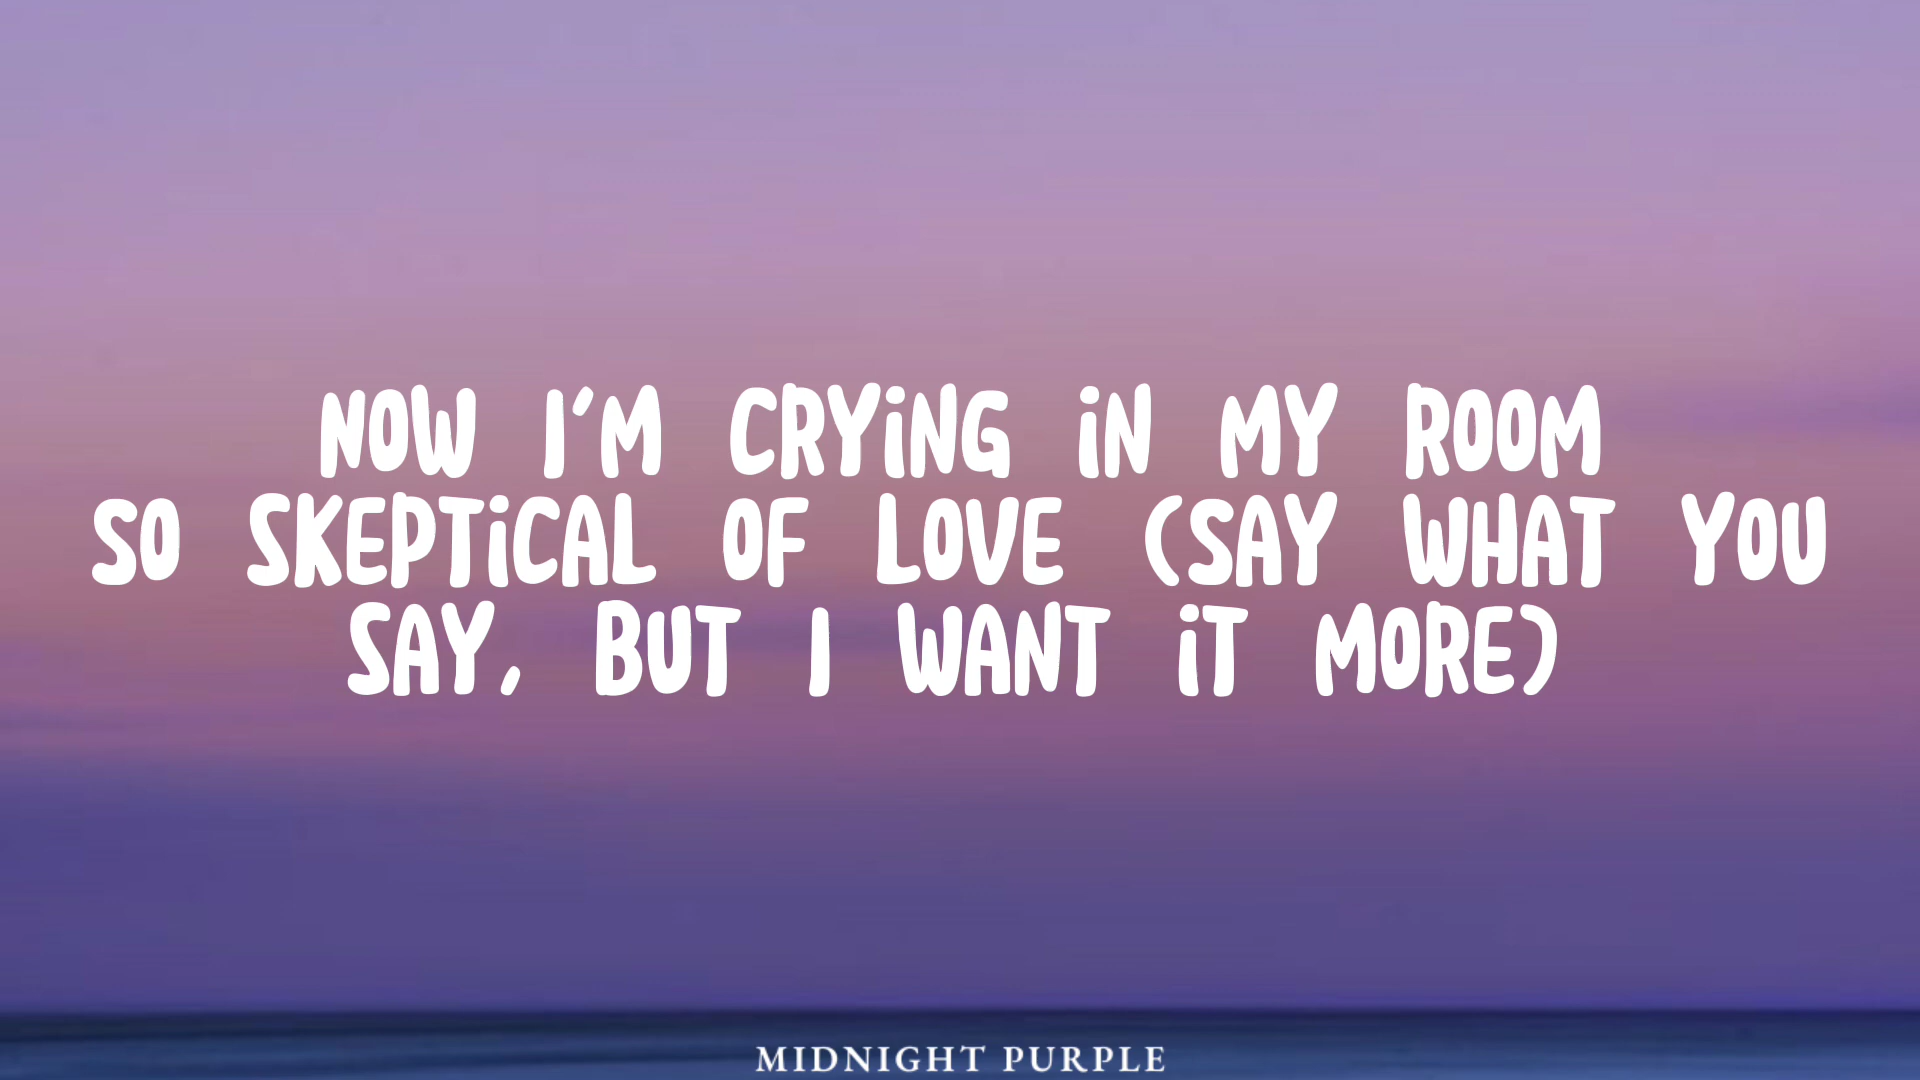 NOW I'M CRYiNG iN MY ROOM
SO SKEPTiCAL OF LOVE (SAY WHAT YOU
SAY, BUT I WANT iT MORE)
MIDNIGHT PURPLE